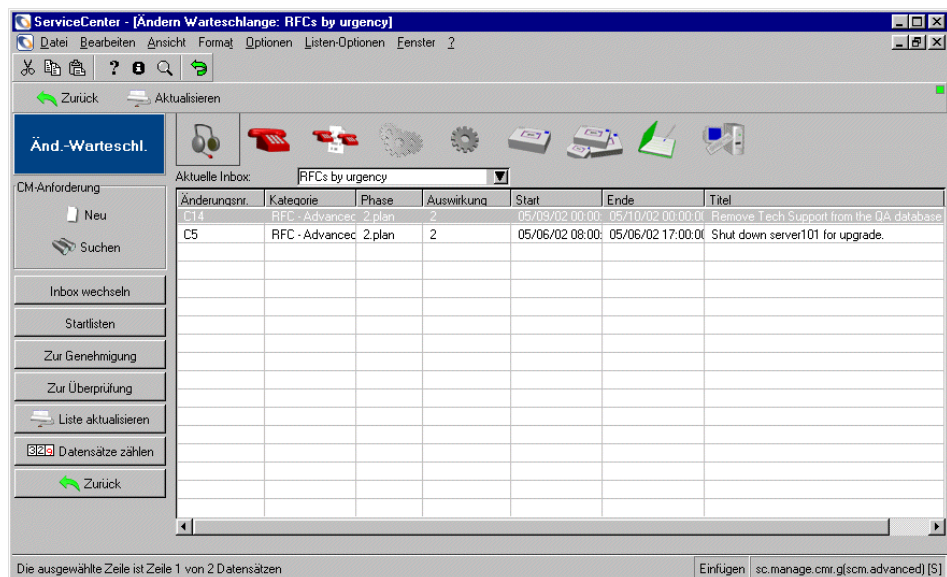 ServiceCenter - [Ändern Warteschlange: RFCs by urgency]
Datei Bearbeiten Ansicht Format Optionen Listen-Optionen Fenster ?
Zurück Aktualisieren
Änd.-Warteschl.
Aktuelle Inbox: RFCs by urgency
CM-Anforderung
Neu
Suchen
Inbox wechseln
Startlisten
Zur Genehmigung
Zur Überprüfung
Liste aktualisieren
329 Datensätze zählen
Zurück
Änderungsnr. Kategorie Phase Auswirkung Start Ende Titel
C14 RFC - Advanced 2.plan 2 05/09/02 00:00: 05/10/02 00:00:00 Remove Tech Support from the QA database
C5 RFC - Advanced 2.plan 2 05/06/02 08:00: 05/06/02 17:00:00 Shut down server101 for upgrade.
Die ausgewählte Zeile ist Zeile 1 von 2 Datensätzen
Einfügen sc.manage.cmr.g(scm.advanced) [S]